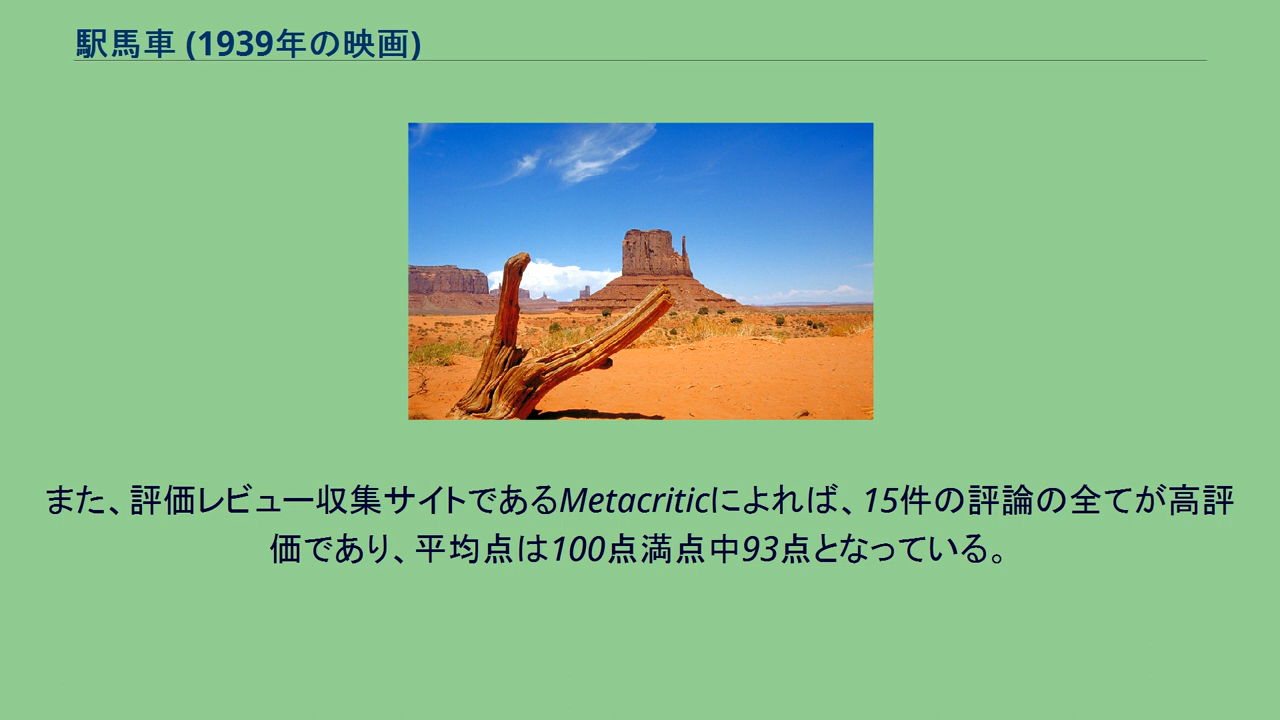 駅馬車 (1939年の映画)
また、評価レビュー収集サイトであるMetacriticによれば、15件の評論の全てが高評
価であり、平均点は100点満点中93点となっている。